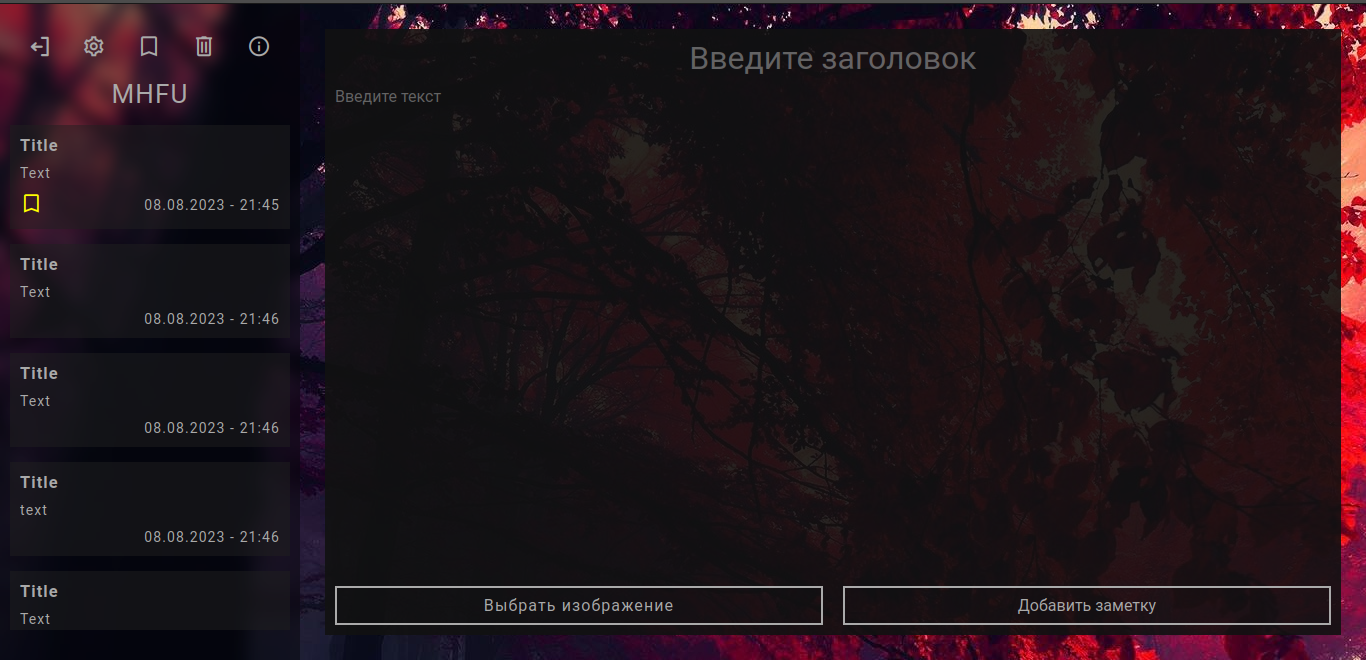 MHFU
Title
Text
08.08.2023 - 21:45
Title
Text
08.08.2023 - 21:46
Title
Text
08.08.2023 - 21:46
Title
text
08.08.2023 - 21:46
Title
Text
Введите заголовок
Введите текст
Выбрать изображение
Добавить заметку